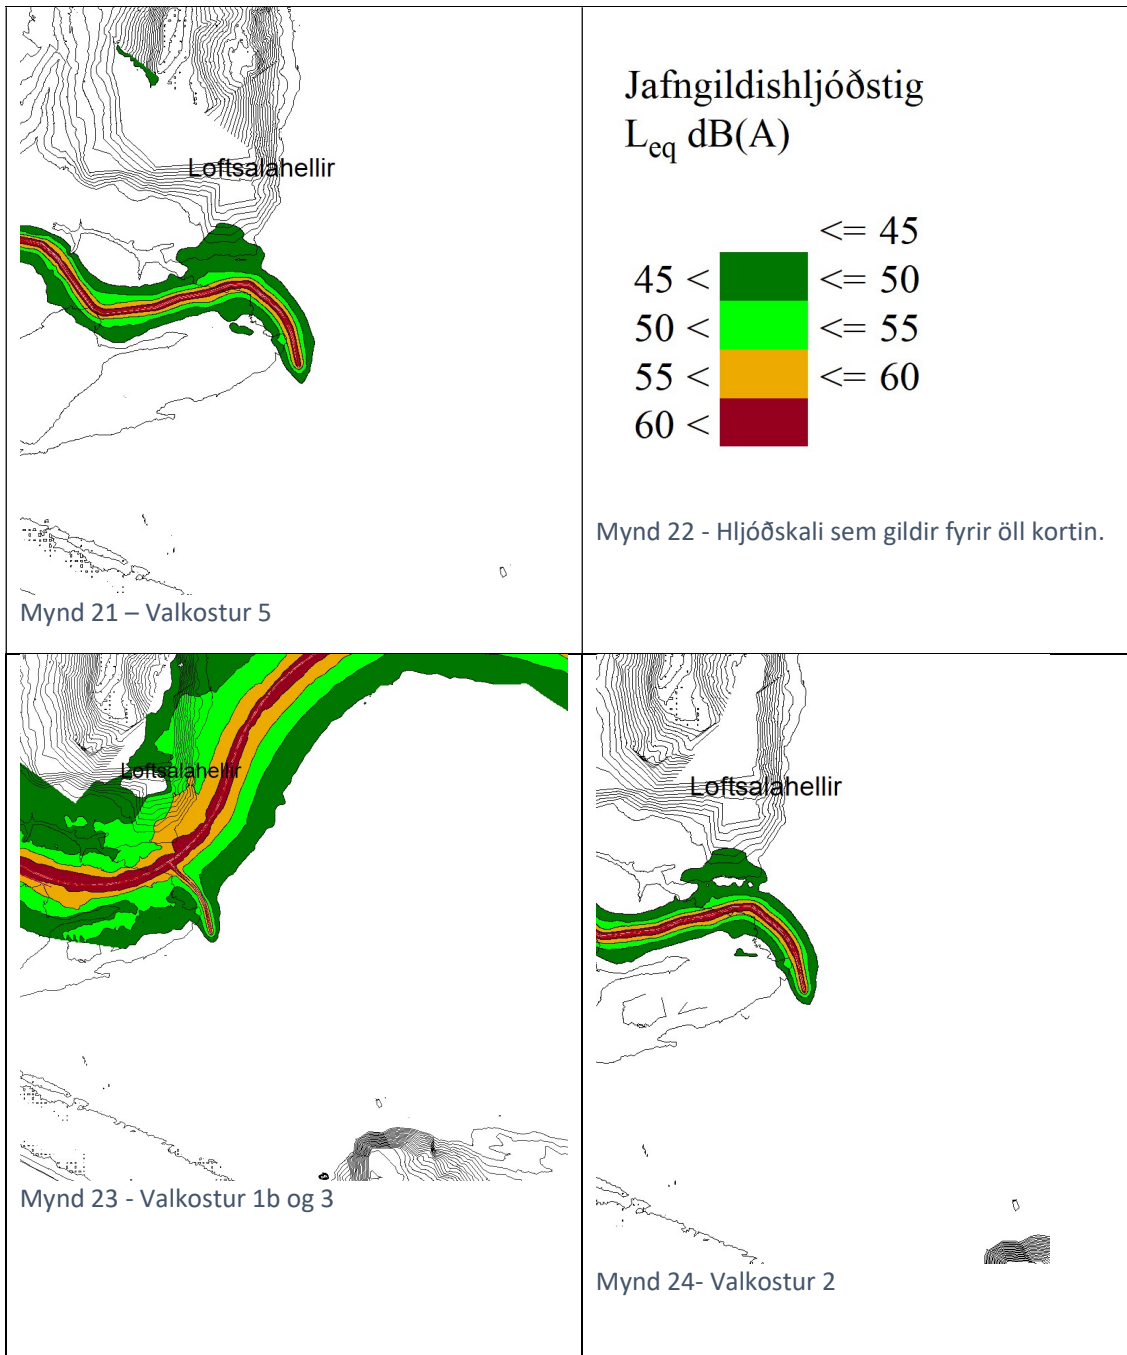 Loftsalahellir
Mynd 21 – Valkostur 5
Jafngildishljóðstig
L_eq dB(A)
<= 45
45 < <= 50
50 < <= 55
55 < <= 60
60 <
Mynd 22 - Hljóðskali sem gildir fyrir öll kortin.
Loftsalahellir
Mynd 23 - Valkostur 1b og 3
Loftsalahellir
Mynd 24- Valkostur 2